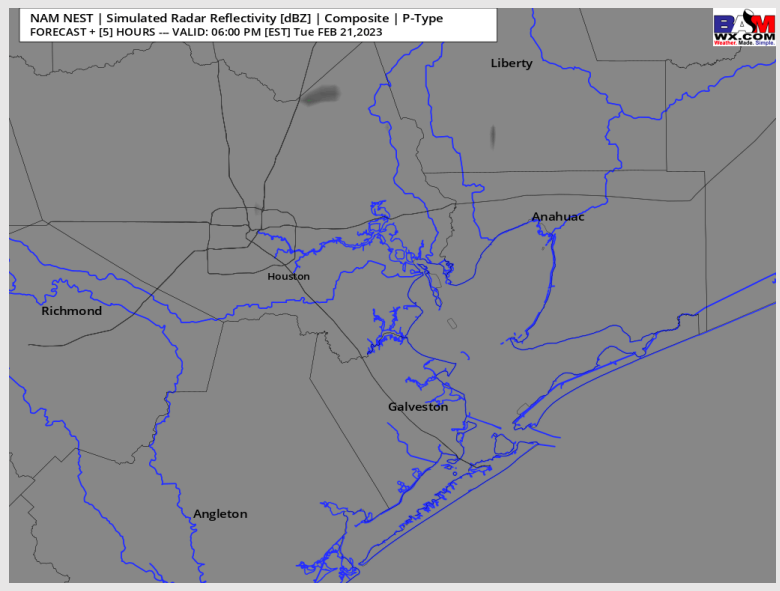 NAM NEST | Simulated Radar Reflectivity [dBZ] | Composite | P-Type
FORECAST + [5] HOURS --- VALID: 06:00 PM [EST] Tue FEB 21,2023
BAM
WX.COM
Weather. Made. Simple.
Liberty
Anahuac
Houston
Richmond
Galveston
Angleton